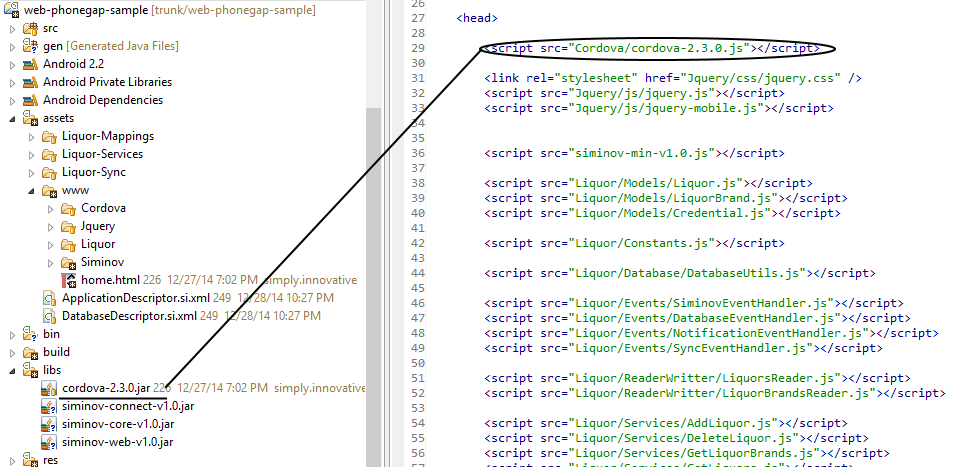 web-phonegap-sample [trunk/web-phonegap-sample]
src
gen [Generated Java Files]
Android 2.2
Android Private Libraries
Android Dependencies
assets
Liquor-Mappings
Liquor-Services
Liquor-Sync
www
Cordova
Jquery
Liquor
Siminov
home.html 226 12/27/14 7:02 PM simply.innovative
ApplicationDescriptor.si.xml 249 12/28/14 10:27 PM
DatabaseDescriptor.si.xml 249 12/28/14 10:27 PM
bin
build
libs
cordova-2.3.0.jar 226 12/27/14 7:02 PM simply.innovative
siminov-connect-v1.0.jar
siminov-core-v1.0.jar
siminov-web-v1.0.jar
res
26
27 <head>
28
29 <script src="Cordova/cordova-2.3.0.js"></script>
30
31 <link rel="stylesheet" href="Jquery/css/jquery.css" />
32 <script src="Jquery/js/jquery.js"></script>
33 <script src="Jquery/js/jquery-mobile.js"></script>
34
35
36 <script src="siminov-min-v1.0.js"></script>
37
38 <script src="Liquor/Models/Liquor.js"></script>
39 <script src="Liquor/Models/LiquorBrand.js"></script>
40 <script src="Liquor/Models/Credential.js"></script>
41
42 <script src="Liquor/Constants.js"></script>
43
44 <script src="Liquor/Database/DatabaseUtils.js"></script>
45
46 <script src="Liquor/Events/SiminovEventHandler.js"></script>
47 <script src="Liquor/Events/DatabaseEventHandler.js"></script>
48 <script src="Liquor/Events/NotificationEventHandler.js"></script>
49 <script src="Liquor/Events/SyncEventHandler.js"></script>
50
51 <script src="Liquor/ReaderWritter/LiquorsReader.js"></script>
52 <script src="Liquor/ReaderWritter/LiquorBrandsReader.js"></script>
53
54 <script src="Liquor/Services/AddLiquor.js"></script>
55 <script src="Liquor/Services/DeleteLiquor.js"></script>
56 <script src="Liquor/Services/GetLiquorBrands.js"></script>
57 <script src="Liquor/Services/GetLiquors.js"></script>